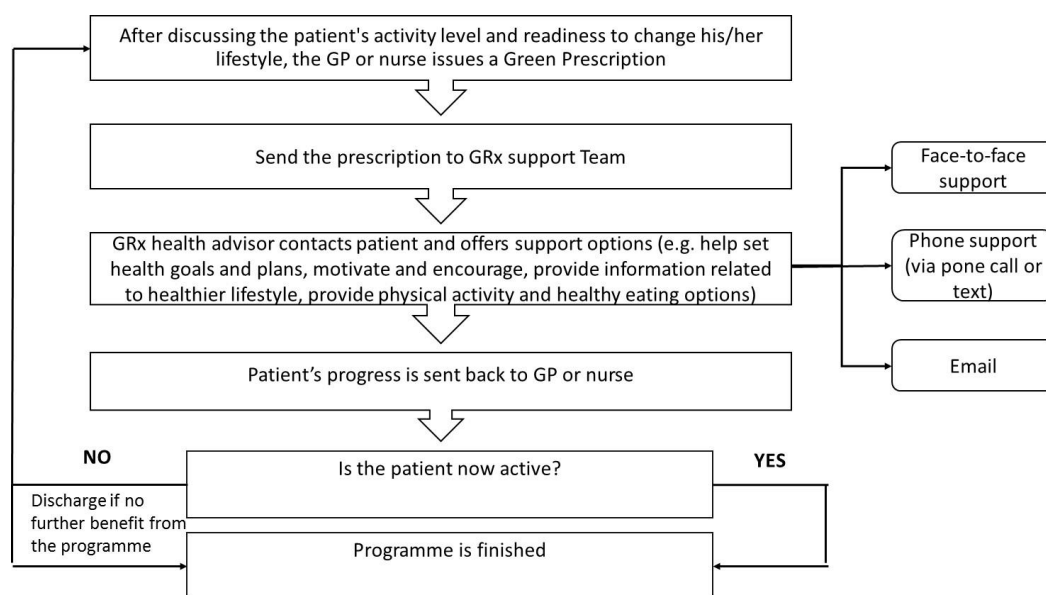 After discussing the patient's activity level and readiness to change his/her
lifestyle, the GP or nurse issues a Green Prescription
Send the prescription to GRx support Team
GRx health advisor contacts patient and offers support options (e.g. help set
health goals and plans, motivate and encourage, provide information related
to healthier lifestyle, provide physical activity and healthy eating options)
Face-to-face
support
Phone support
(via pone call or
text)
Email
Patient's progress is sent back to GP or nurse
NO
Is the patient now active?
YES
Discharge if no
further benefit from
the programme
Programme is finished